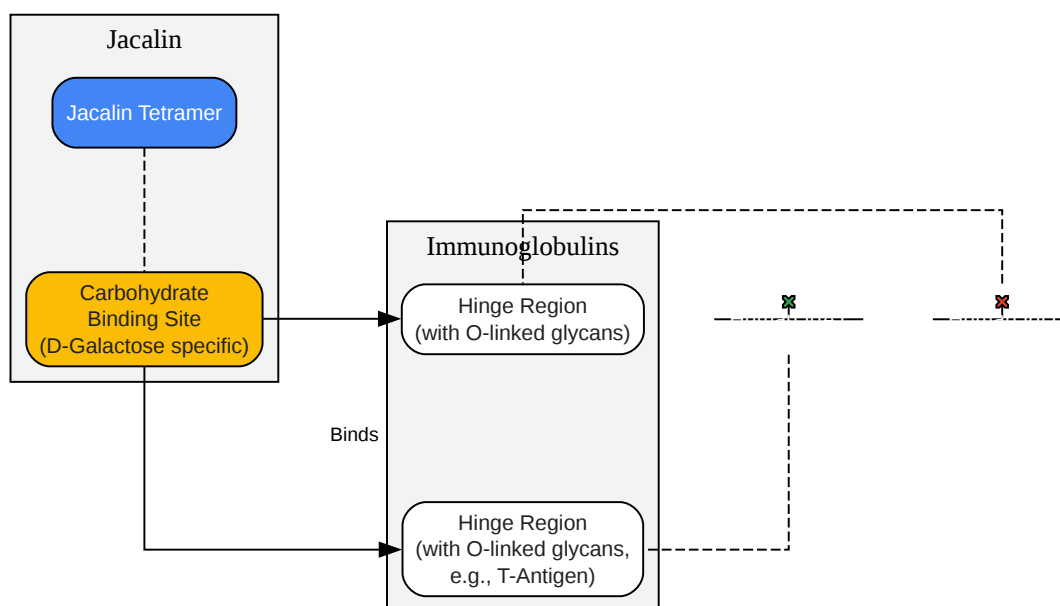 Jacalin
Jacalin Tetramer
Carbohydrate
Binding Site
(D-Galactose specific)
Immunoglobulins
Hinge Region
(with O-linked glycans)
Binds
Hinge Region
(with O-linked glycans,
e.g., T-Antigen)